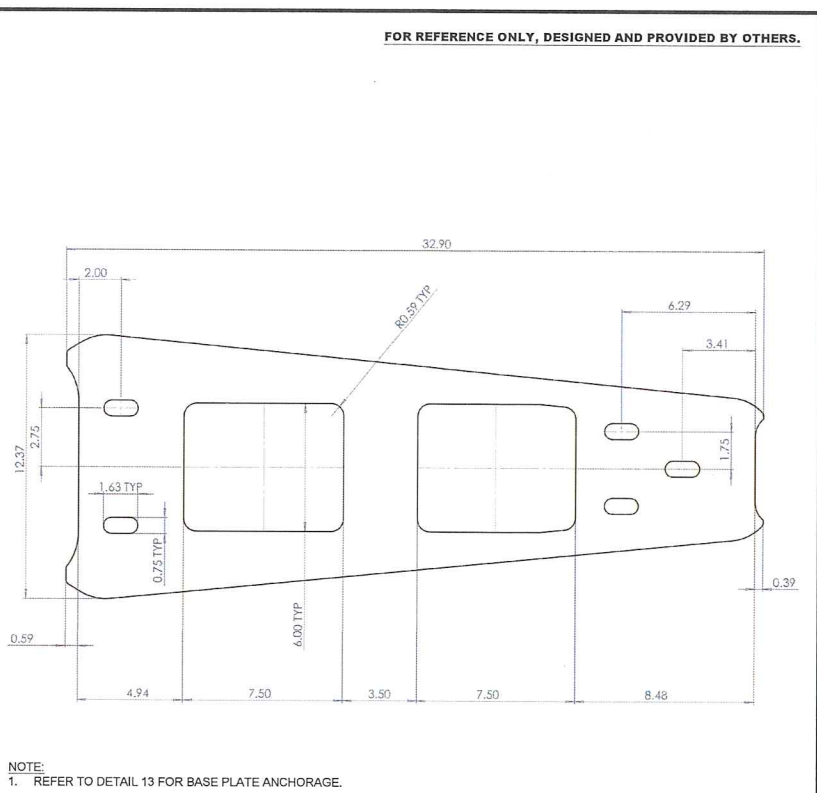 FOR REFERENCE ONLY, DESIGNED AND PROVIDED BY OTHERS.
32.90
2.00
R0.59 TYP
6.29
3.41
12.37
2.75
1.75
1.63 TYP
0.75 TYP
6.00 TYP
0.39
0.59
4.94
7.50
3.50
7.50
8.48
NOTE:
1. REFER TO DETAIL 13 FOR BASE PLATE ANCHORAGE.